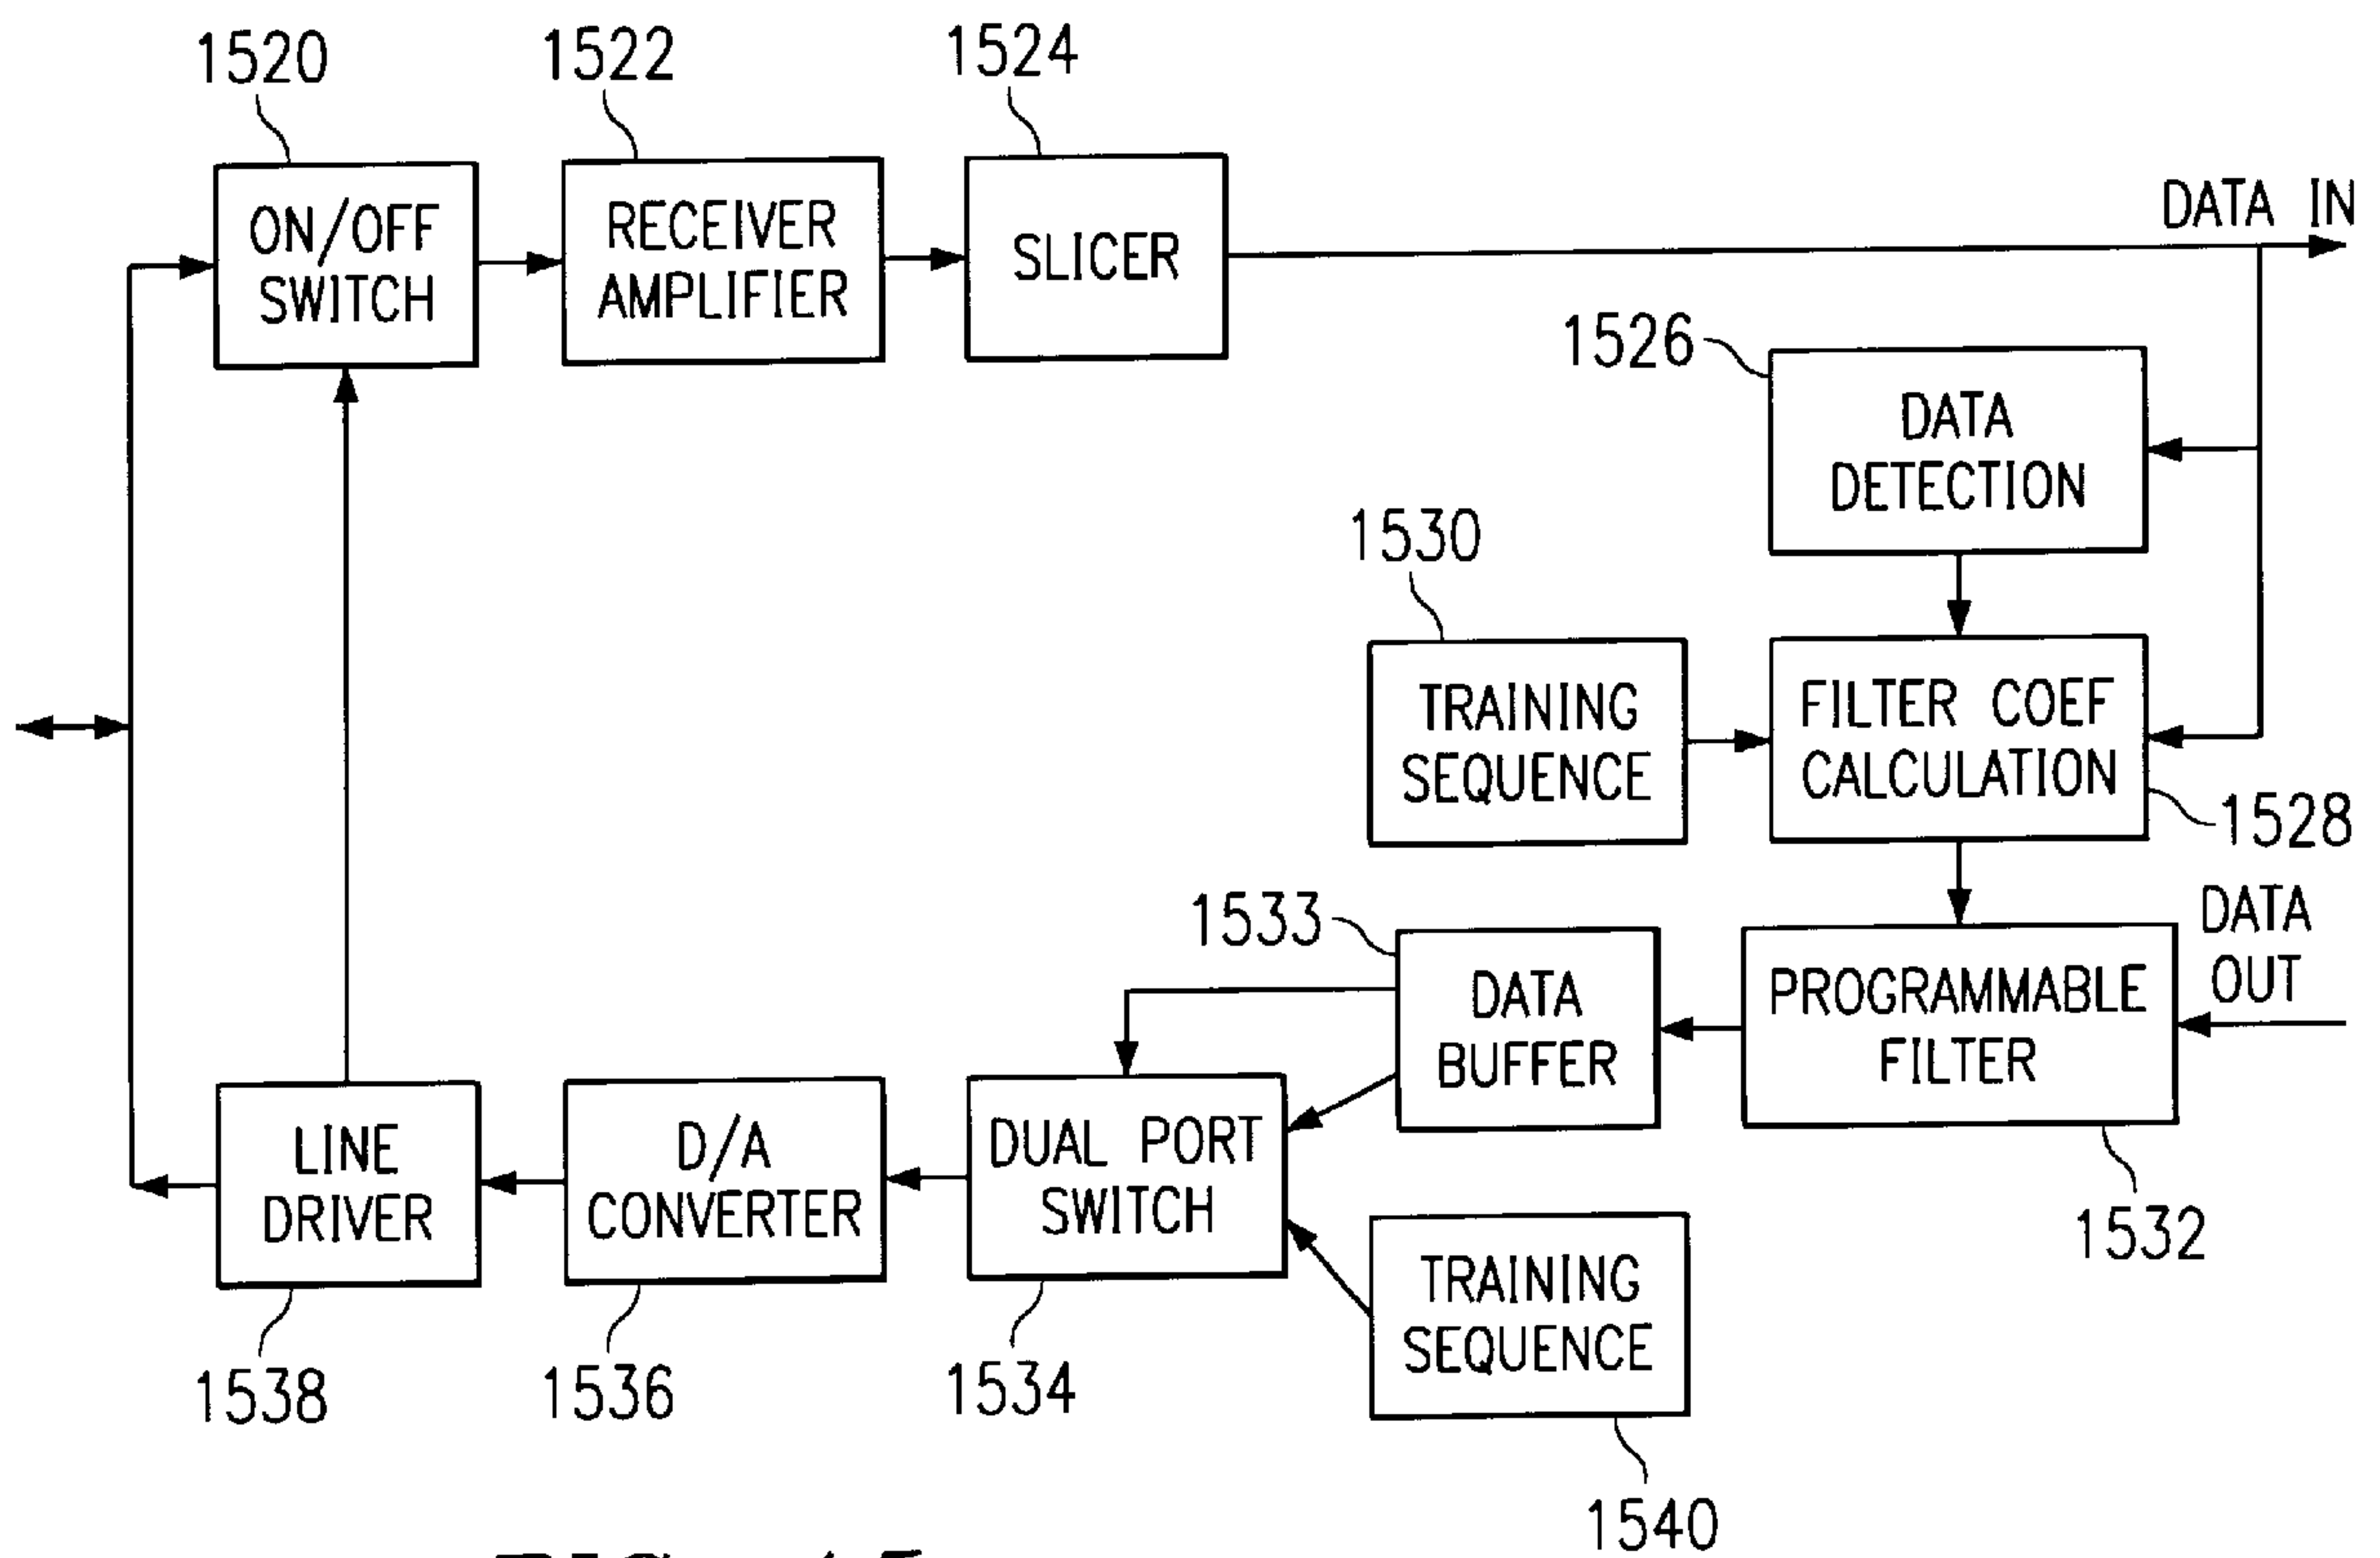 1520
1522
1524
ON/OFF
SWITCH
RECEIVER
AMPLIFIER
SLICER
DATA IN
1526
DATA
DETECTION
1530
TRAINING
SEQUENCE
FILTER COEF
CALCULATION
1528
1533
DATA
BUFFER
PROGRAMMABLE
FILTER
DATA
OUT
1532
LINE
DRIVER
D/A
CONVERTER
DUAL PORT
SWITCH
TRAINING
SEQUENCE
1538
1536
1534
1540